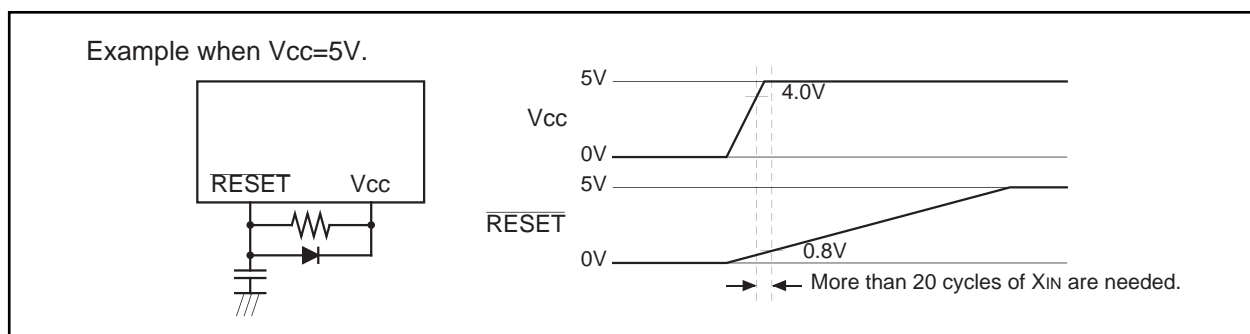 Example when Vcc=5V.
RESET Vcc
5V
4.0V
Vcc
0V
5V
RESET
0.8V
0V
More than 20 cycles of XIN are needed.